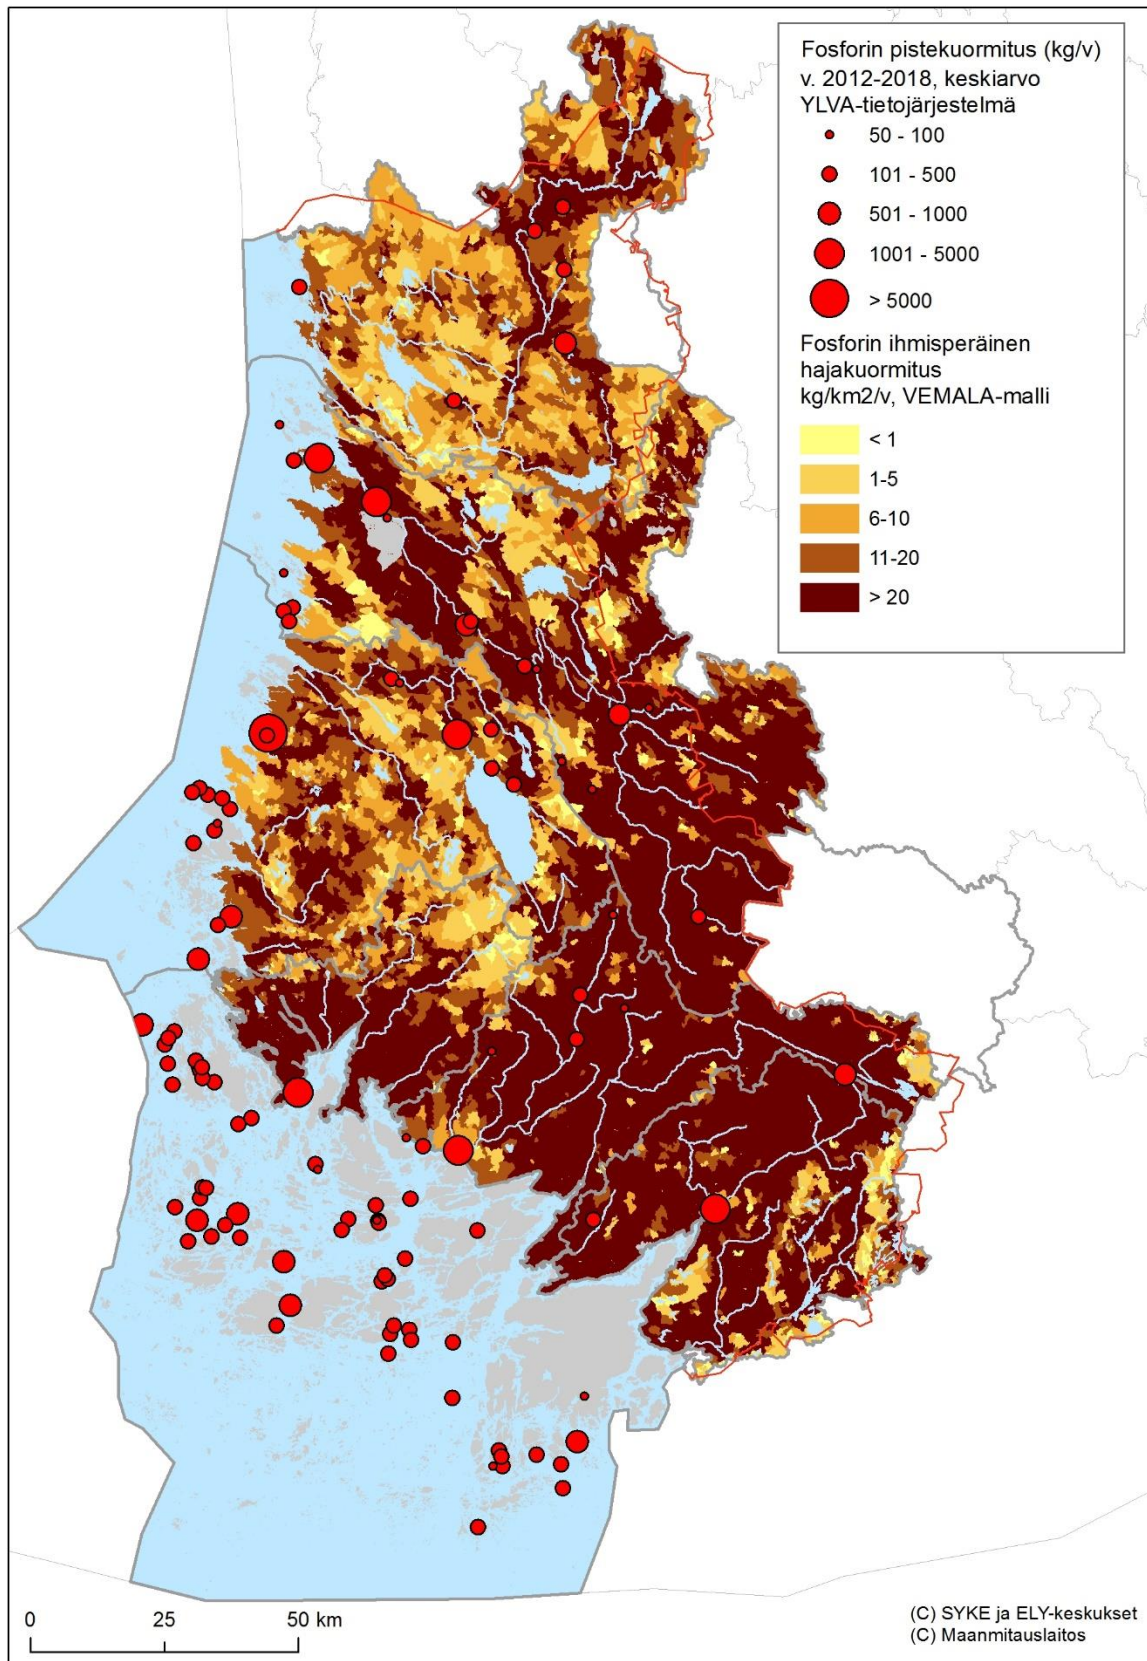 Fosforin pistekuormitus (kg/v)
v. 2012-2018, keskiarvo
YLVA-tietojärjestelmä
50 - 100
101 - 500
501 - 1000
1001 - 5000
> 5000
Fosforin ihmisperäinen
hajakuormitus
kg/km2/v, VEMALA-malli
< 1
1-5
6-10
11-20
> 20
0 25 50 km
(C) SYKE ja ELY-keskukset
(C) Maanmitauslaitos